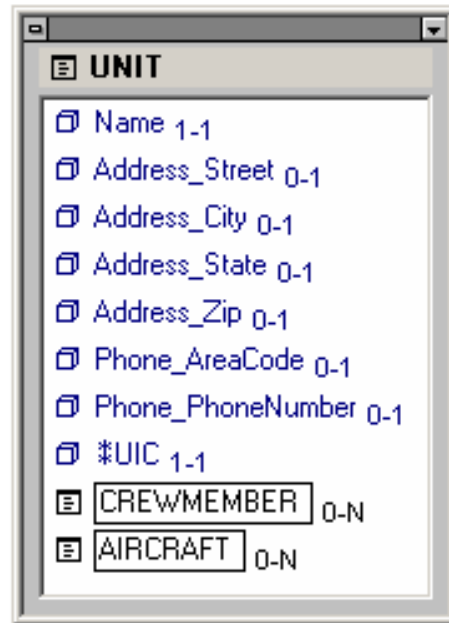 UNIT
Name 1-1
Address_Street 0-1
Address_City 0-1
Address_State 0-1
Address_Zip 0-1
Phone_AreaCode 0-1
Phone_PhoneNumber 0-1
‡UIC 1-1
CREWMEMBER 0-N
AIRCRAFT 0-N